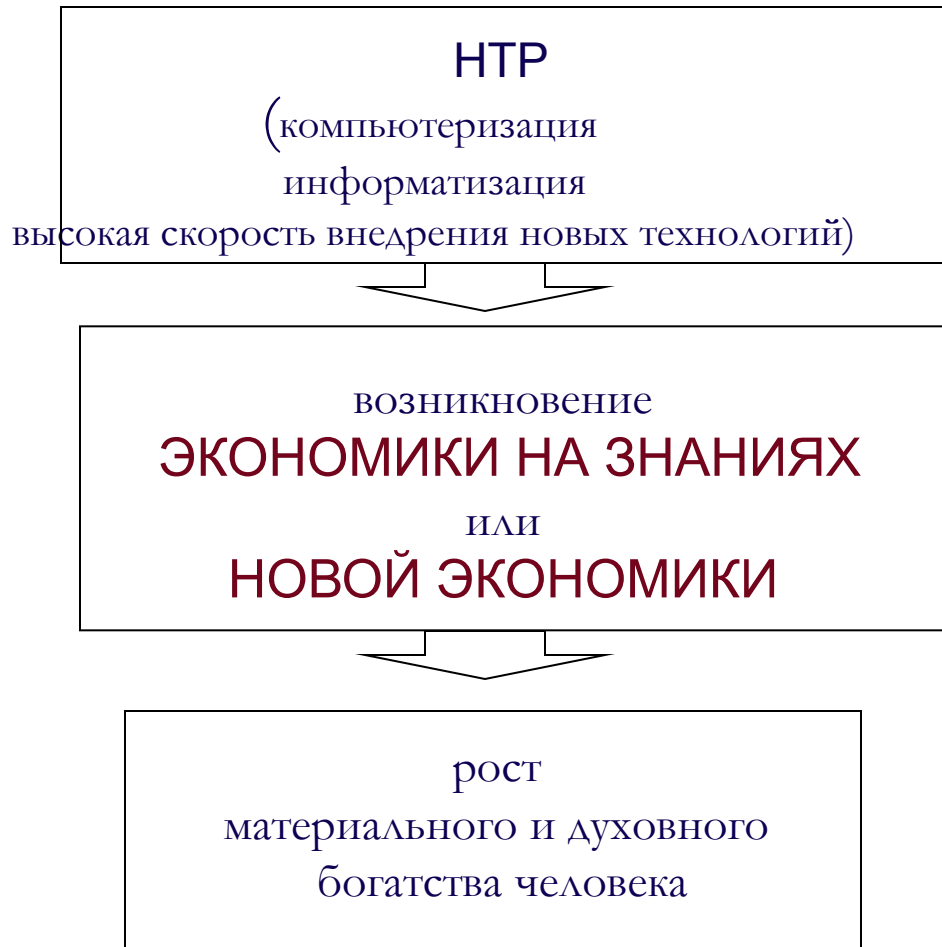 НТР
(компьютеризация
информатизация
высокая скорость внедрения новых технологий)
возникновение
ЭКОНОМИКИ НА ЗНАНИЯХ
или
НОВОЙ ЭКОНОМИКИ
рост
материального и духовного
богатства человека